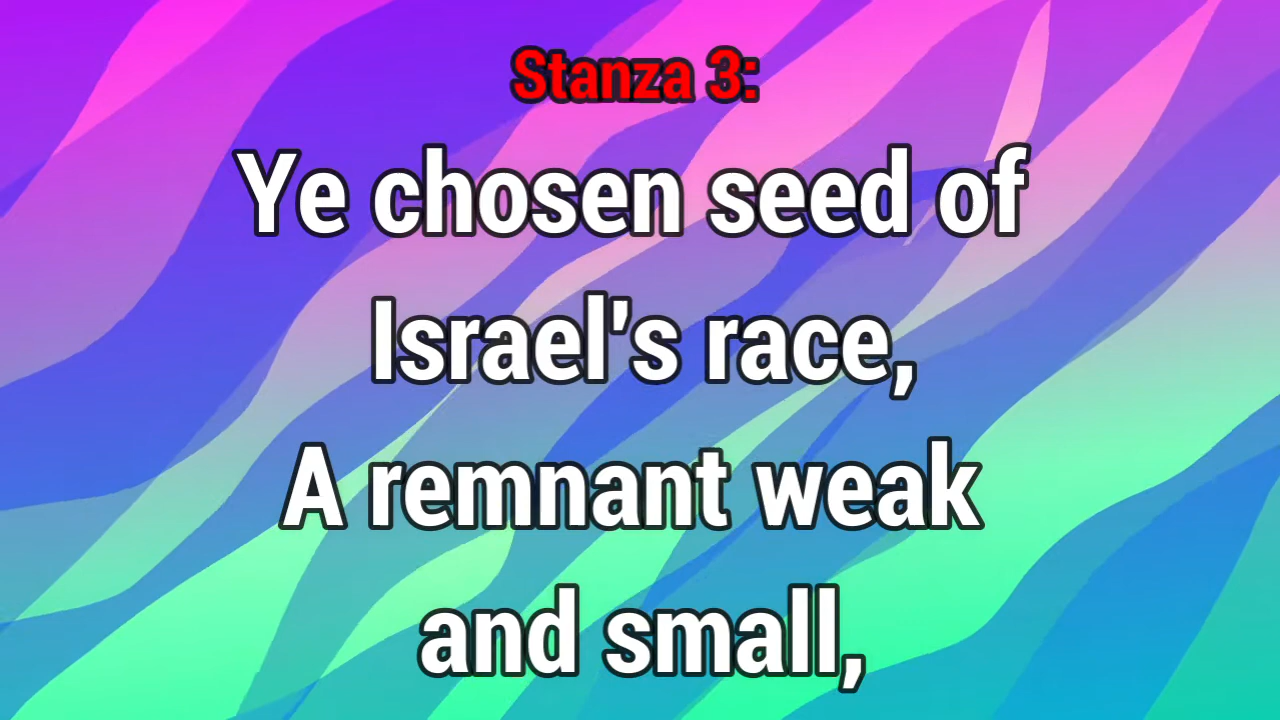 Stanza 3:
Ye chosen seed of
Israel's race,
A remnant weak
and small,